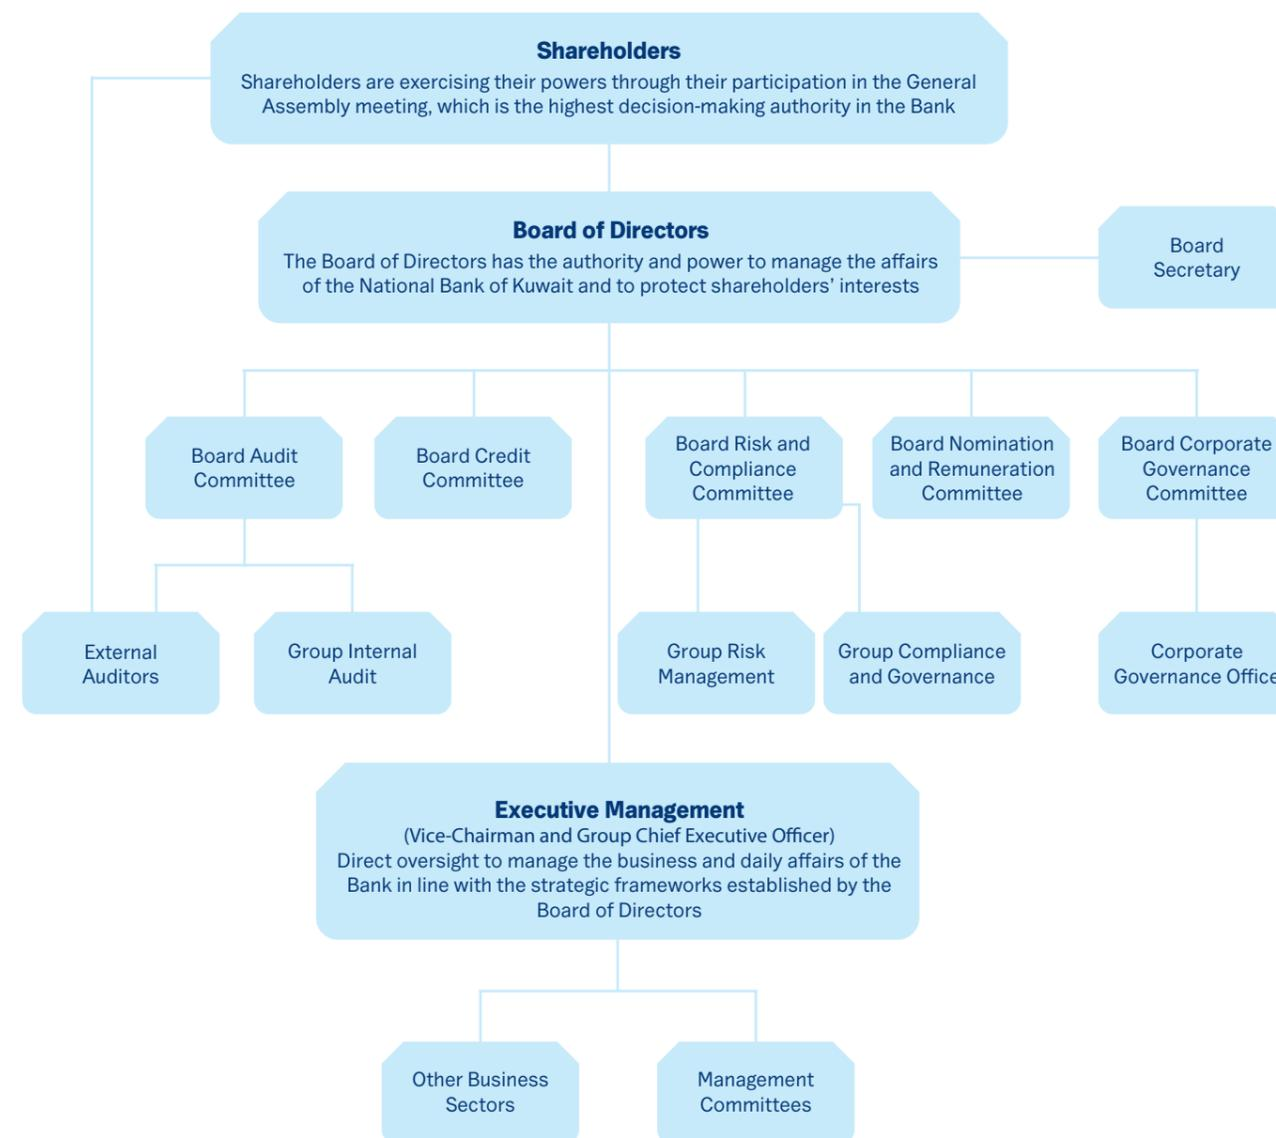 Shareholders
Shareholders are exercising their powers through their participation in the General
Assembly meeting, which is the highest decision-making authority in the Bank
Board of Directors
The Board of Directors has the authority and power to manage the affairs
of the National Bank of Kuwait and to protect shareholders’ interests
Board
Secretary
Board Audit
Committee
Board Credit
Committee
Board Risk and
Compliance
Committee
Board Nomination
and Remuneration
Committee
Board Corporate
Governance
Committee
External
Auditors
Group Internal
Audit
Group Risk
Management
Group Compliance
and Governance
Corporate
Governance Office
Executive Management
(Vice-Chairman and Group Chief Executive Officer)
Direct oversight to manage the business and daily affairs of the
Bank in line with the strategic frameworks established by the
Board of Directors
Other Business
Sectors
Management
Committees